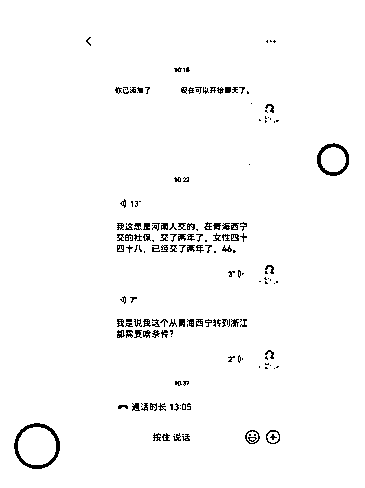 10:18
你已添加了 现在可以开始聊天了。
10:22
13"
我这些是河南人交的，在青海西宁
交的社保，交了两年了，女性四十
四十八，已经交了两年了，46。
3"
7"
我是说我这个从青海西宁转到浙江
都需要啥条件？
2"
10:37
通话时长 13:05
按住 说话